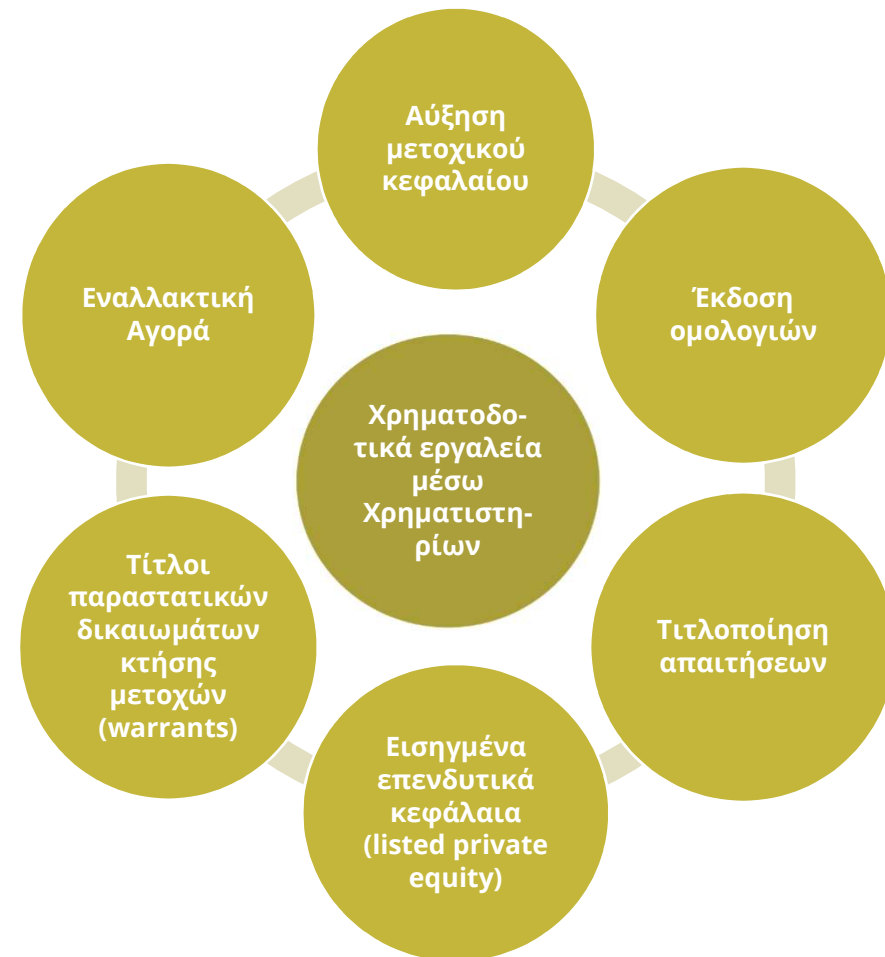 Αύξηση
μετοχικού
κεφαλαίου
Έκδοση
ομολογιών
Τιτλοποίηση
απαιτήσεων
Εισηγμένα
επενδυτικά
κεφάλαια
(listed private
equity)
Τίτλοι
παραστατικών
δικαιωμάτων
κτήσης
μετοχών
(warrants)
Εναλλακτική
Αγορά
Χρηματοδο-
τικά εργαλεία
μέσω
Χρηματιστη-
ρίων